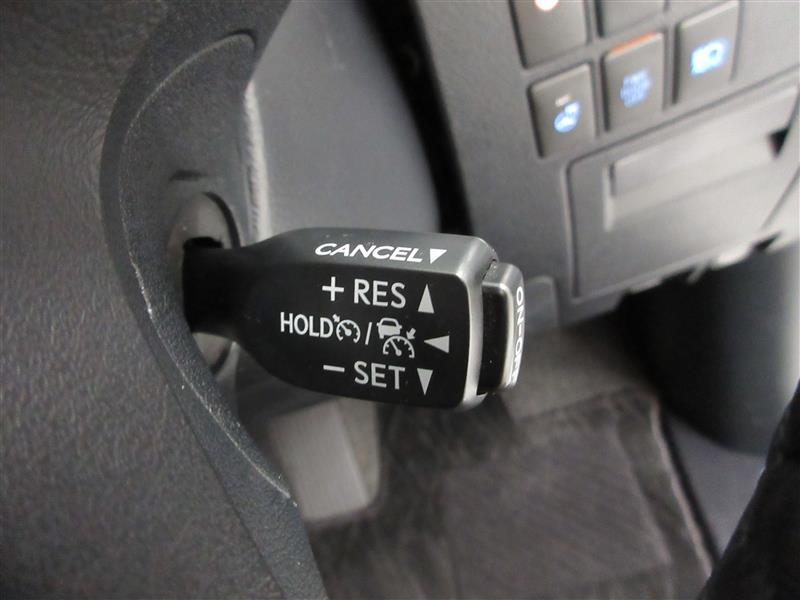 CANCEL▼
+ RES ▲
HOLD / ◀
− SET ▼
ON-OFF